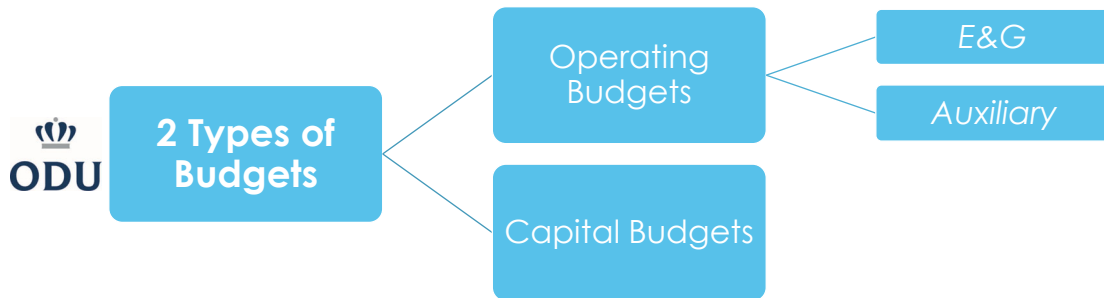 ODU
2 Types of
Budgets
Operating
Budgets
Capital Budgets
E&G
Auxiliary